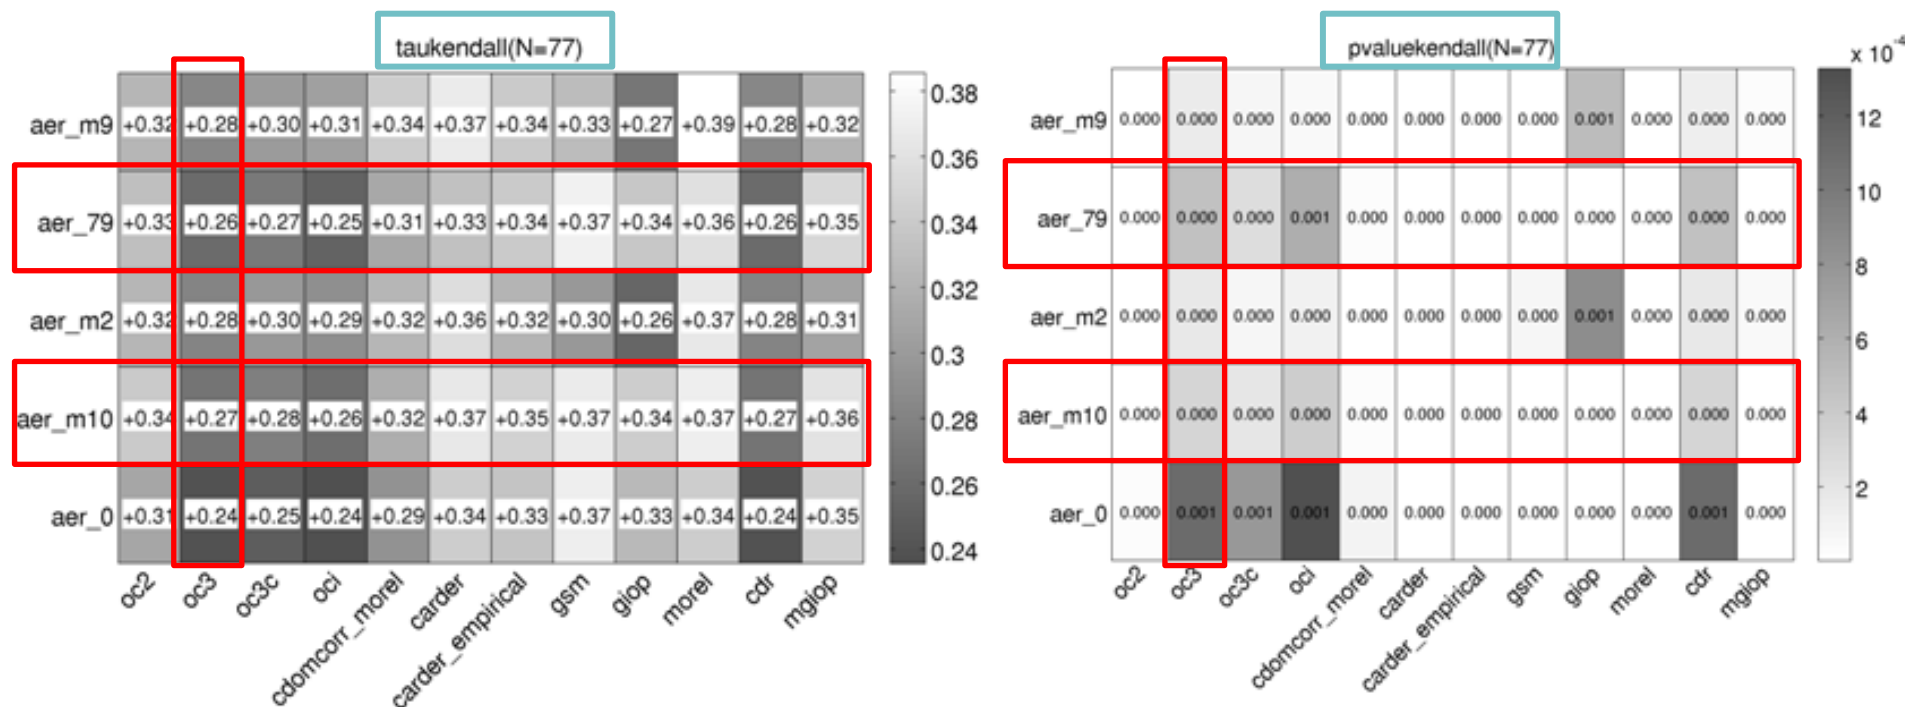 taukendall(N=77)
aer_m9 +0.32 +0.28 +0.30 +0.31 +0.34 +0.37 +0.34 +0.33 +0.27 +0.39 +0.28 +0.32
aer_79 +0.33 +0.26 +0.27 +0.25 +0.31 +0.33 +0.34 +0.37 +0.34 +0.36 +0.26 +0.35
aer_m2 +0.32 +0.28 +0.30 +0.29 +0.32 +0.36 +0.32 +0.30 +0.26 +0.37 +0.28 +0.31
aer_m10 +0.34 +0.27 +0.28 +0.26 +0.32 +0.37 +0.35 +0.37 +0.34 +0.37 +0.27 +0.36
aer_0 +0.31 +0.24 +0.25 +0.24 +0.29 +0.34 +0.33 +0.37 +0.33 +0.34 +0.24 +0.35
oc2 oc3 oc3c oci cdomcorr_morel carder carder_empirical gsm giop morel cdr mgiop
0.38
0.36
0.34
0.32
0.3
0.28
0.26
0.24
pvaluekendall(N=77)
aer_m9 0.000 0.000 0.000 0.000 0.000 0.000 0.000 0.000 0.001 0.000 0.000 0.000
aer_79 0.000 0.000 0.000 0.001 0.000 0.000 0.000 0.000 0.000 0.000 0.000 0.000
aer_m2 0.000 0.000 0.000 0.000 0.000 0.000 0.000 0.000 0.001 0.000 0.000 0.000
aer_m10 0.000 0.000 0.000 0.000 0.000 0.000 0.000 0.000 0.000 0.000 0.000 0.000
aer_0 0.000 0.001 0.001 0.001 0.000 0.000 0.000 0.000 0.000 0.000 0.001 0.000
oc2 oc3 oc3c oci cdomcorr_morel carder carder_empirical gsm giop morel cdr mgiop
x 10⁻⁴
12
10
8
6
4
2